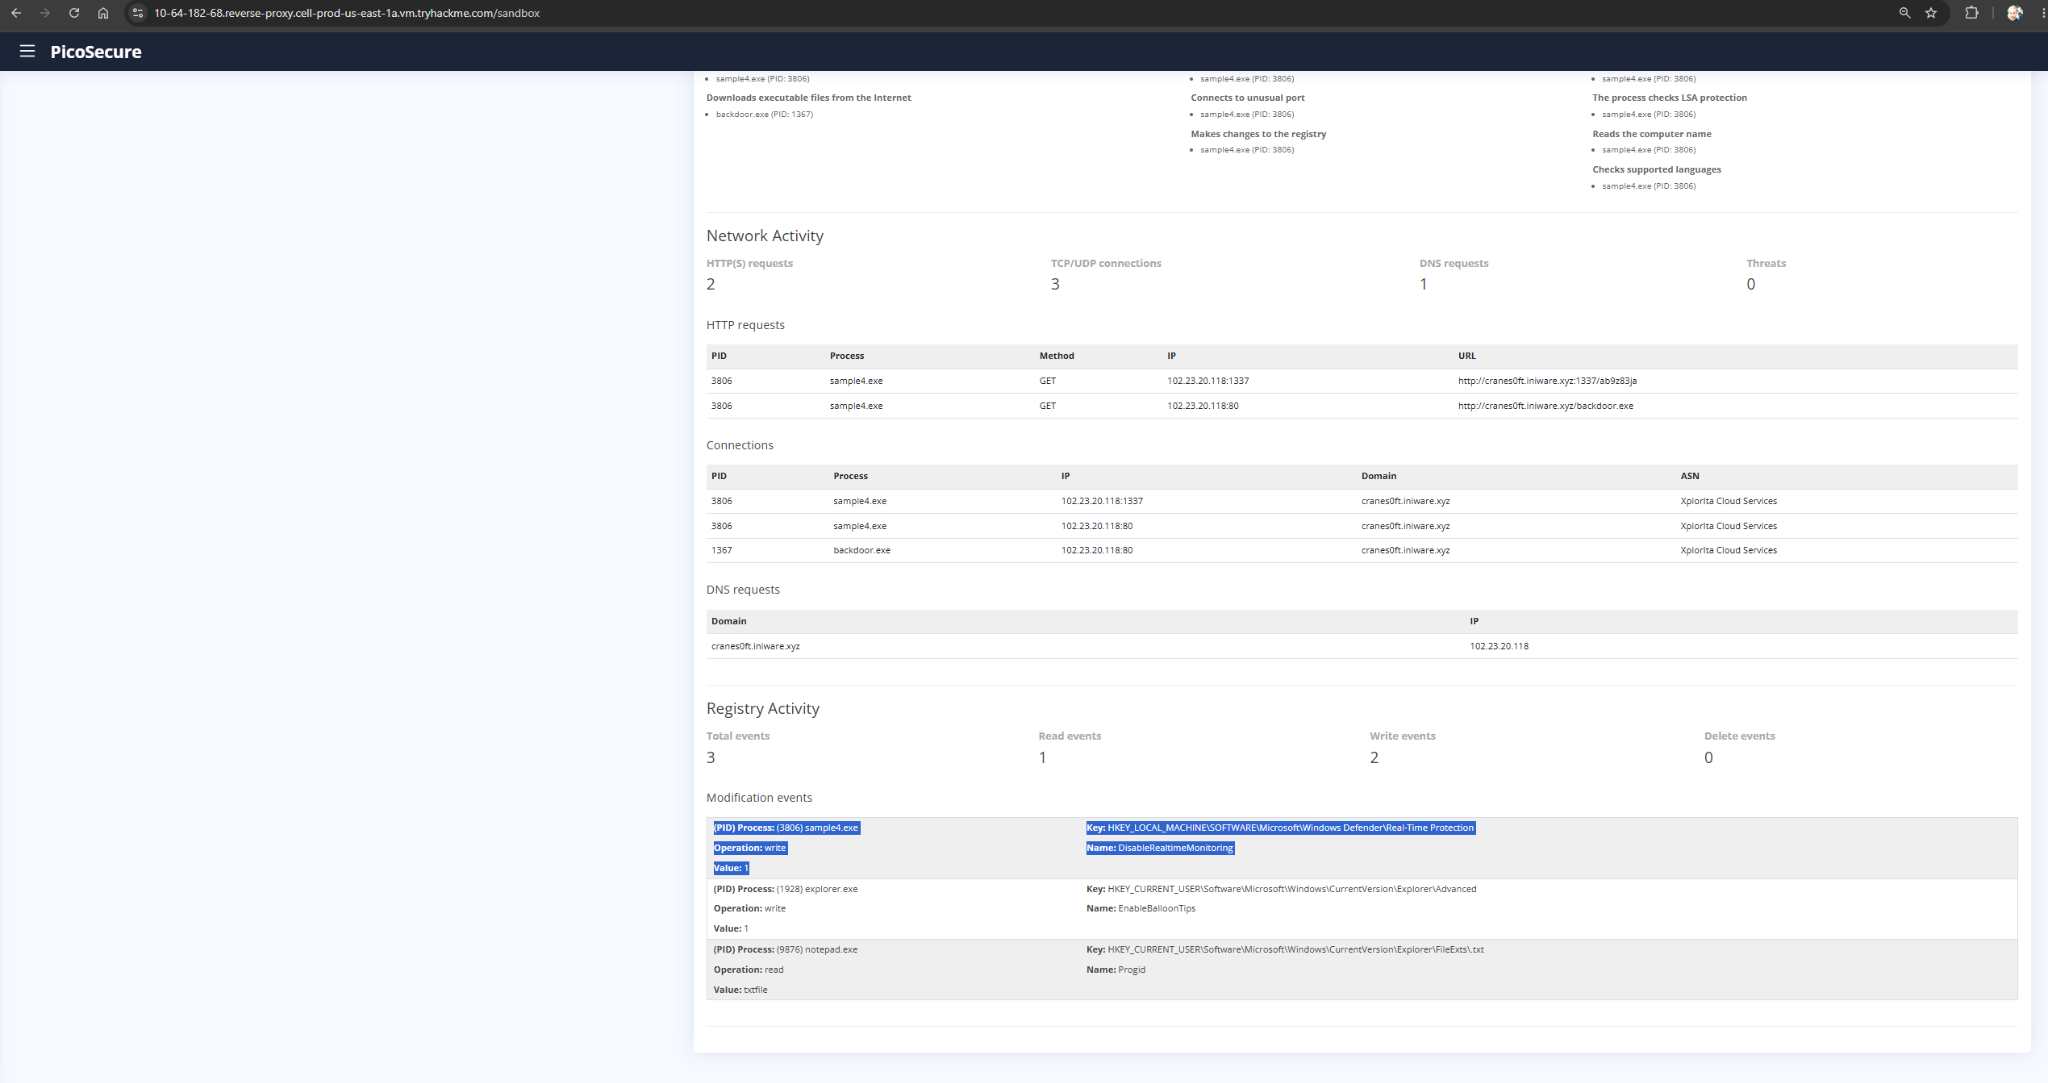 10-64-182-68.reverse-proxy.cell-prod-us-east-1a.vm.tryhackme.com/sandbox
PicoSecure
sample4.exe (PID: 3806) sample4.exe (PID: 3806) sample4.exe (PID: 3806)
Downloads executable files from the Internet Connects to unusual port The process checks LSA protection
backdoor.exe (PID: 1367) sample4.exe (PID: 3806) sample4.exe (PID: 3806)
Makes changes to the registry Reads the computer name
sample4.exe (PID: 3806) sample4.exe (PID: 3806)
Checks supported languages
sample4.exe (PID: 3806)
Network Activity
HTTP(S) requests TCP/UDP connections DNS requests Threats
2 3 1 0
HTTP requests
PID Process Method IP URL
3806 sample4.exe GET 102.23.20.118:1337 http://cranes0ft.iniware.xyz:1337/ab9z83ja
3806 sample4.exe GET 102.23.20.118:80 http://cranes0ft.iniware.xyz/backdoor.exe
Connections
PID Process IP Domain ASN
3806 sample4.exe 102.23.20.118:1337 cranes0ft.iniware.xyz Xplorita Cloud Services
3806 sample4.exe 102.23.20.118:80 cranes0ft.iniware.xyz Xplorita Cloud Services
1367 backdoor.exe 102.23.20.118:80 cranes0ft.iniware.xyz Xplorita Cloud Services
DNS requests
Domain IP
cranes0ft.iniware.xyz 102.23.20.118
Registry Activity
Total events Read events Write events Delete events
3 1 2 0
Modification events
(PID) Process: (3806) sample4.exe Key: HKEY_LOCAL_MACHINE\SOFTWARE\Microsoft\Windows Defender\Real-Time Protection
Operation: write Name: DisableRealtimeMonitoring
Value: 1
(PID) Process: (1928) explorer.exe Key: HKEY_CURRENT_USER\Software\Microsoft\Windows\CurrentVersion\Explorer\Advanced
Operation: write Name: EnableBalloonTips
Value: 1
(PID) Process: (9876) notepad.exe Key: HKEY_CURRENT_USER\Software\Microsoft\Windows\CurrentVersion\Explorer\FileExts\.txt
Operation: read Name: Progid
Value: txtfile